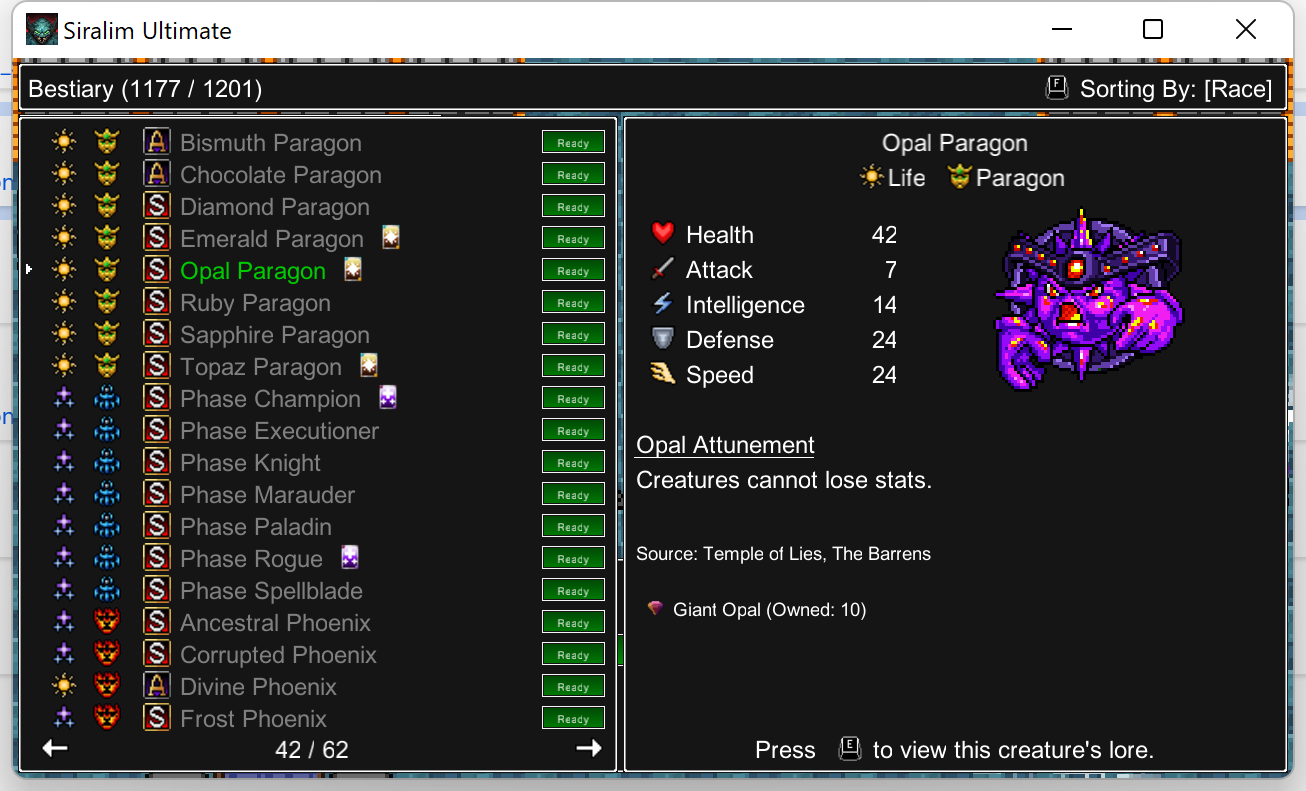 Siralim Ultimate
Bestiary (1177 / 1201)
F Sorting By: [Race]
A Bismuth Paragon Ready
A Chocolate Paragon Ready
S Diamond Paragon Ready
S Emerald Paragon Ready
S Opal Paragon Ready
S Ruby Paragon Ready
S Sapphire Paragon Ready
S Topaz Paragon Ready
S Phase Champion Ready
S Phase Executioner Ready
S Phase Knight Ready
S Phase Marauder Ready
S Phase Paladin Ready
S Phase Rogue Ready
S Phase Spellblade Ready
S Ancestral Phoenix Ready
S Corrupted Phoenix Ready
A Divine Phoenix Ready
S Frost Phoenix Ready
42 / 62
Opal Paragon
Life Paragon
Health 42
Attack 7
Intelligence 14
Defense 24
Speed 24
Opal Attunement
Creatures cannot lose stats.
Source: Temple of Lies, The Barrens
Giant Opal (Owned: 10)
Press E to view this creature's lore.